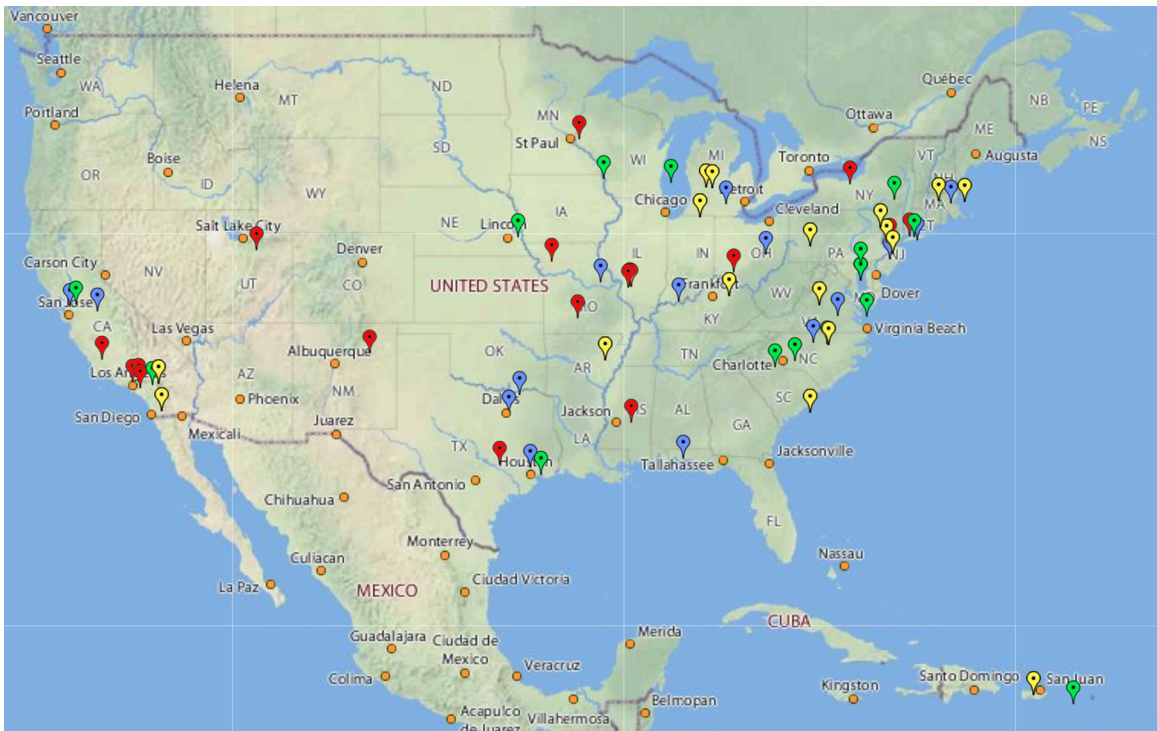 Vancouver
Seattle
WA
Portland
Helena
MT
ND
MN
St Paul
Québec
Ottawa
NB
PE
NS
ME
Augusta
VT
NH
Toronto
WI
MI
Boise
OR
ID
SD
WY
Chicago
etroit
NY
MA
CT
Cleveland
IA
NE
Lincoln
Salt Lake City
Carson City
NV
UT
Denver
CO
UNITED STATES
IL
IN
OH
PA
NJ
San Jose
CA
MO
Frankfurt
WV
Dover
KY
Virginia Beach
Las Vegas
Albuquerque
OK
AR
TN
Charlotte
NC
Los Angeles
AZ
NM
Phoenix
Dallas
Jackson
MS
AL
SC
GA
San Diego
Mexicali
Juarez
TX
LA
Houston
Tallahassee
Jacksonville
San Antonio
Chihuahua
FL
Monterrey
Nassau
Culiacan
La Paz
Ciudad Victoria
MEXICO
CUBA
Guadalajara
Ciudad de
Mexico
Merida
Colima
Veracruz
Kingston
Santo Domingo
San Juan
Villahermosa
Belmopan
Acapulco
de Juarez